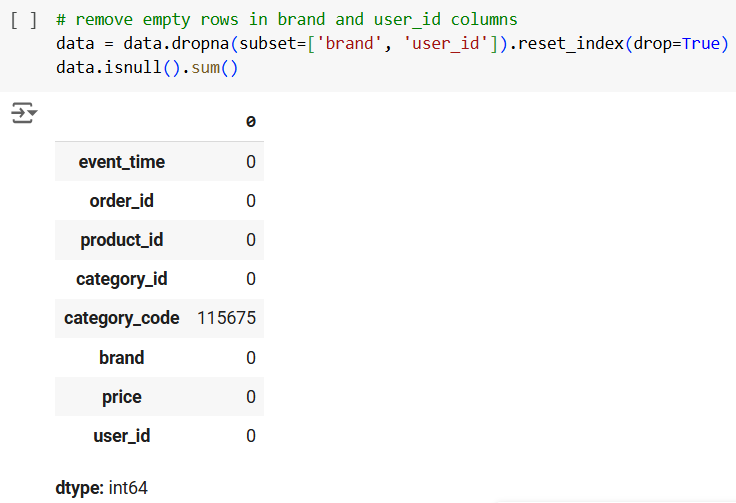 [ ] # remove empty rows in brand and user_id columns
data = data.dropna(subset=['brand', 'user_id']).reset_index(drop=True)
data.isnull().sum()
0
event_time 0
order_id 0
product_id 0
category_id 0
category_code 115675
brand 0
price 0
user_id 0
dtype: int64